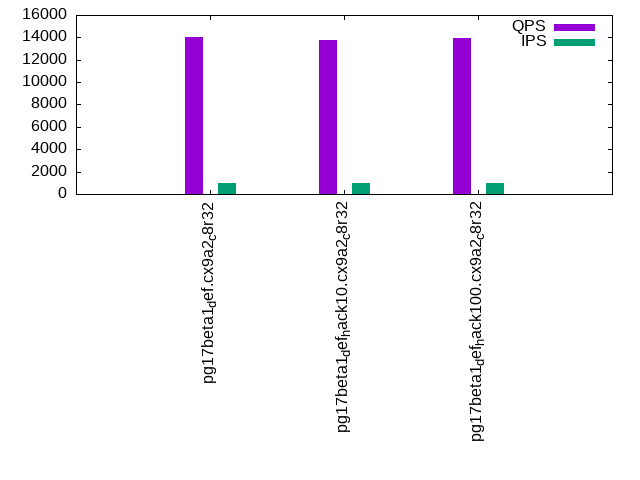 16000
14000
12000
10000
8000
6000
4000
2000
0
QPS
IPS
pg17beta1def.cx9a2c8r32
pg17beta1defhack10.cx9a2c8r32
pg17beta1defhack100.cx9a2c8r32